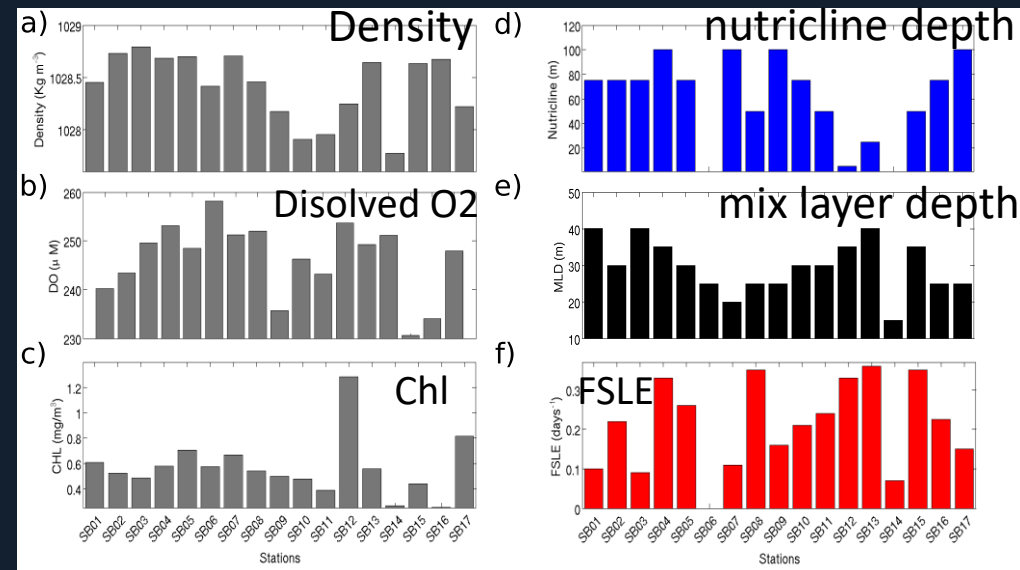 a)
Density
1029
1028.5
1028
Density (Kg m⁻³)
b)
Disolved O2
260
250
240
230
DO (µ M)
c)
Chl
1.2
1
0.8
0.6
0.4
CHL (mg/m³)
SB01 SB02 SB03 SB04 SB05 SB06 SB07 SB08 SB09 SB10 SB11 SB12 SB13 SB14 SB15 SB16 SB17
Stations
d)
nutricline depth
120
100
80
60
40
20
Nutricline (m)
e)
mix layer depth
50
40
30
20
10
MLD (m)
f)
FSLE
0.3
0.2
0.1
0
FSLE (days⁻¹)
SB01 SB02 SB03 SB04 SB05 SB06 SB07 SB08 SB09 SB10 SB11 SB12 SB13 SB14 SB15 SB16 SB17
Stations